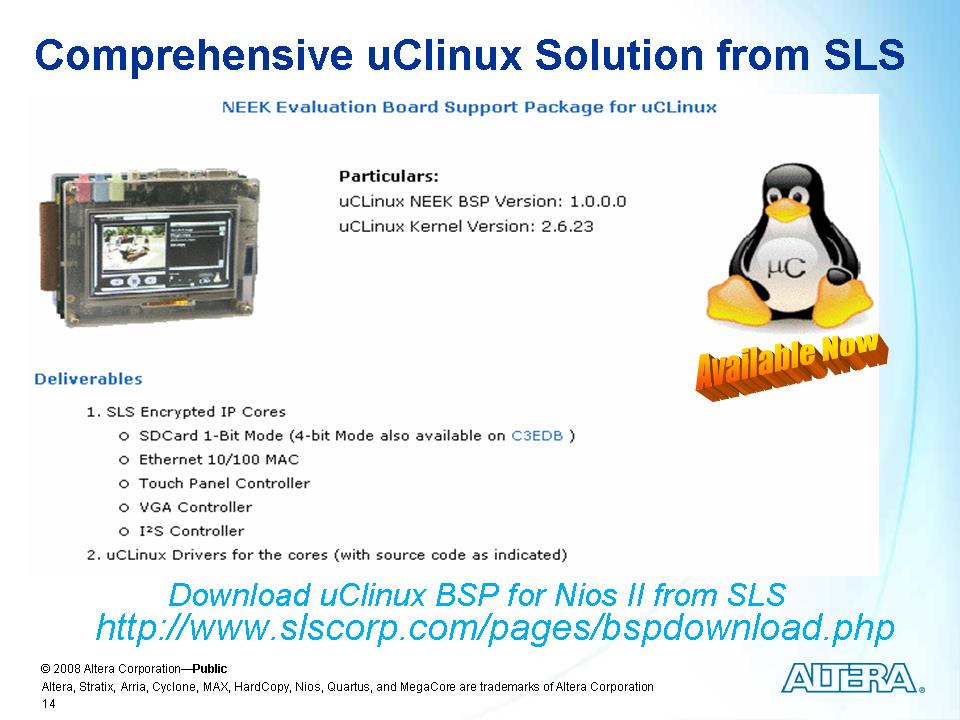 Comprehensive uClinux Solution from SLS
NEEK Evaluation Board Support Package for uCLinux
Particulars:
uCLinux NEEK BSP Version: 1.0.0.0
uCLinux Kernel Version: 2.6.23
μC
Available Now
Deliverables
1. SLS Encrypted IP Cores
o SDCard 1-Bit Mode (4-bit Mode also available on C3EDB )
o Ethernet 10/100 MAC
o Touch Panel Controller
o VGA Controller
o I²S Controller
2. uCLinux Drivers for the cores (with source code as indicated)
Download uClinux BSP for Nios II from SLS
http://www.slscorp.com/pages/bspdownload.php
© 2008 Altera Corporation—Public
Altera, Stratix, Arria, Cyclone, MAX, HardCopy, Nios, Quartus, and MegaCore are trademarks of Altera Corporation
14
ALTERA®